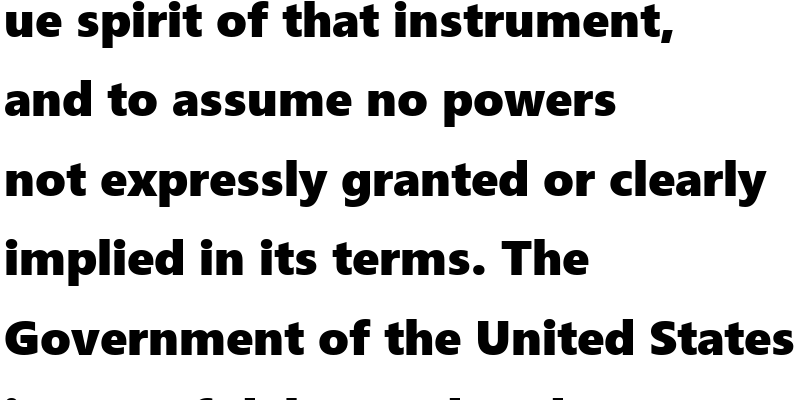 ue spirit of that instrument,
and to assume no powers
not expressly granted or clearly
implied in its terms. The
Government of the United States